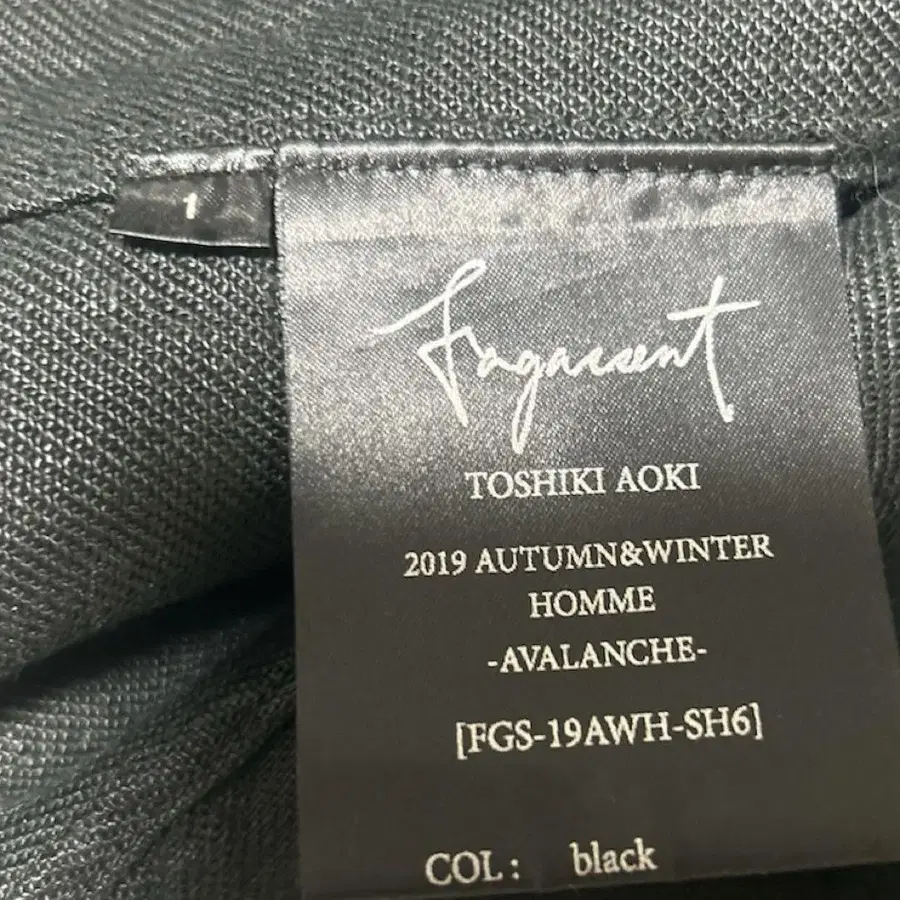 1
Fagassent
TOSHIKI AOKI
2019 AUTUMN&WINTER
HOMME
-AVALANCHE-
[FGS-19AWH-SH6]
COL: black